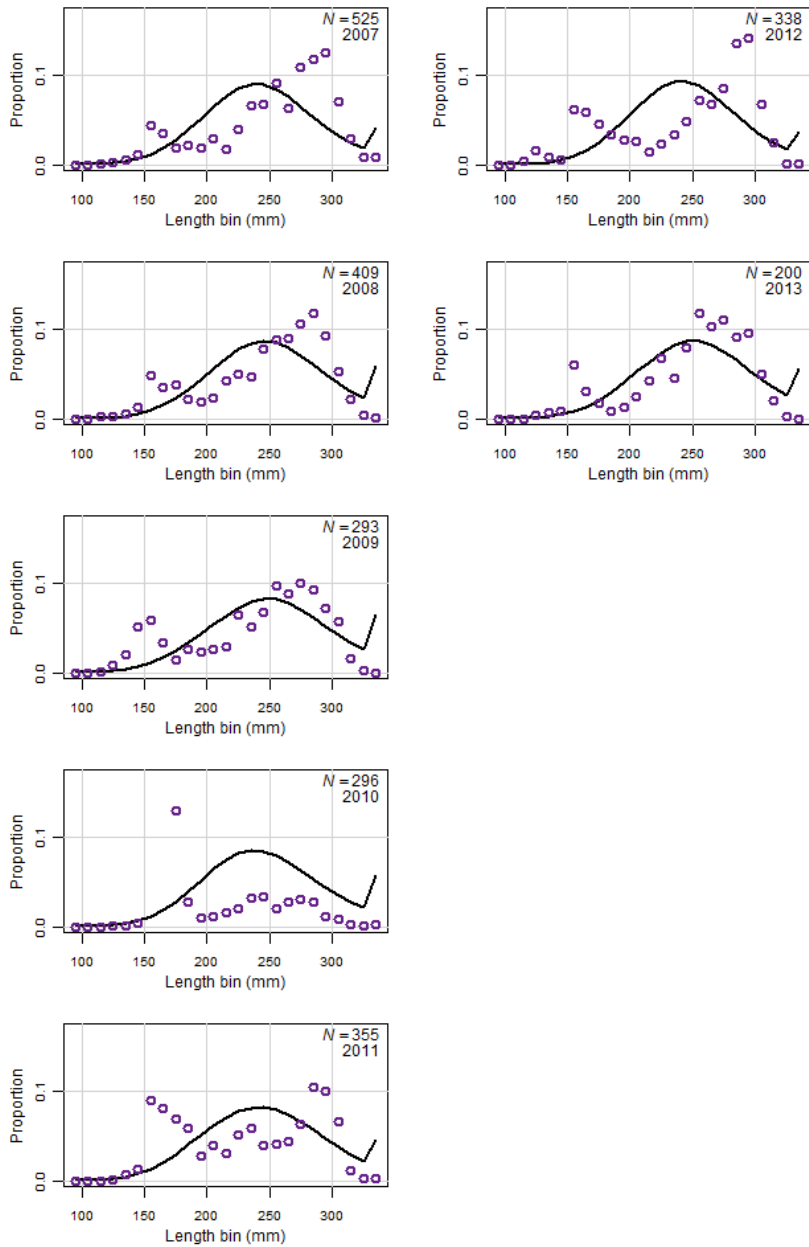 N = 525
2007
Proportion
0.1
0.0
100 150 200 250 300
Length bin (mm)
N = 409
2008
Proportion
0.1
0.0
100 150 200 250 300
Length bin (mm)
N = 293
2009
Proportion
0.1
0.0
100 150 200 250 300
Length bin (mm)
N = 296
2010
Proportion
0.1
0.0
100 150 200 250 300
Length bin (mm)
N = 355
2011
Proportion
0.1
0.0
100 150 200 250 300
Length bin (mm)
N = 338
2012
Proportion
0.1
0.0
100 150 200 250 300
Length bin (mm)
N = 200
2013
Proportion
0.1
0.0
100 150 200 250 300
Length bin (mm)